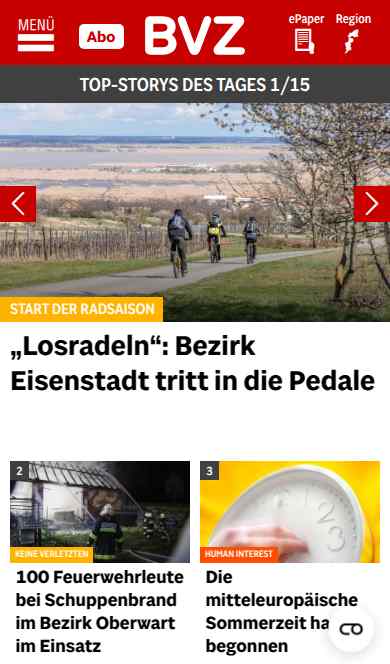 MENÜ
Abo
BVZ
ePaper
Region
TOP-STORYS DES TAGES 1/15
START DER RADSAISON
„Losradeln“: Bezirk
Eisenstadt tritt in die Pedale
2
KEINE VERLETZTEN
100 Feuerwehrleute
bei Schuppenbrand
im Bezirk Oberwart
im Einsatz
3
HUMAN INTEREST
Die
mitteleuropäische
Sommerzeit ha
begonnen